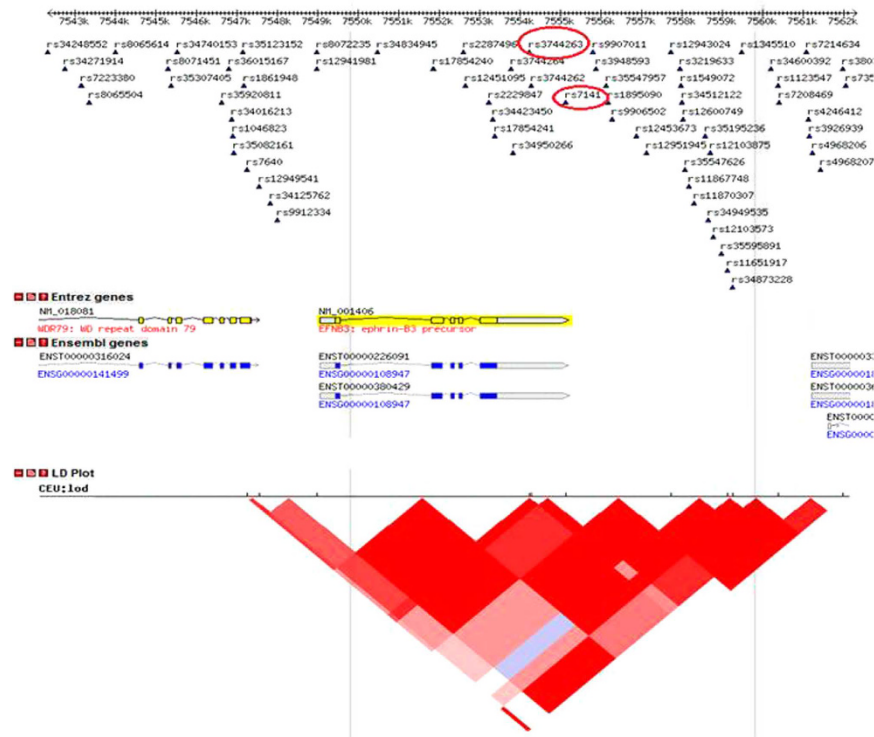 7543k 7544k 7545k 7546k 7547k 7548k 7549k 7550k 7551k 7552k 7553k 7554k 7555k 7556k 7557k 7558k 7559k 7560k 7561k 7562k
rs34248552 rs8065614 rs34740153 rs35123152 rs8072235 rs34834945 rs2287496 rs3744263 rs9907011 rs12943024 rs1345510 rs7214634
rs34271914 rs8071451 rs36015167 rs12941981 rs17854240 rs3744264 rs3948593 rs3219633 rs34600392
rs7223380 rs35307405 rs1861948 rs12451095 rs3744262 rs35547957 rs1549072 rs1123547
rs8065504 rs35920811 rs2229847 rs7141 rs1895090 rs34512122 rs7208469
rs34016213 rs34423450 rs9906502 rs12600749 rs4246412
rs1046823 rs17854241 rs12453673 rs35195236 rs3926939
rs35082161 rs34950266 rs12951945 rs12103875 rs4968206
rs7640 rs35547626 rs4968207
rs12949541 rs11867748
rs34125762 rs11870307
rs9912334 rs34949535
rs12103573
rs35595891
rs11651917
rs34873228
Entrez genes
NM_018081 NM_001406
WDR79: WD repeat domain 79 EFNB3: ephrin-B3 precursor
Ensembl genes
ENST00000316024 ENST00000226091
ENSG00000141499 ENSG00000108947
ENST00000380429
ENSG00000108947
LD Plot
CEU:lod